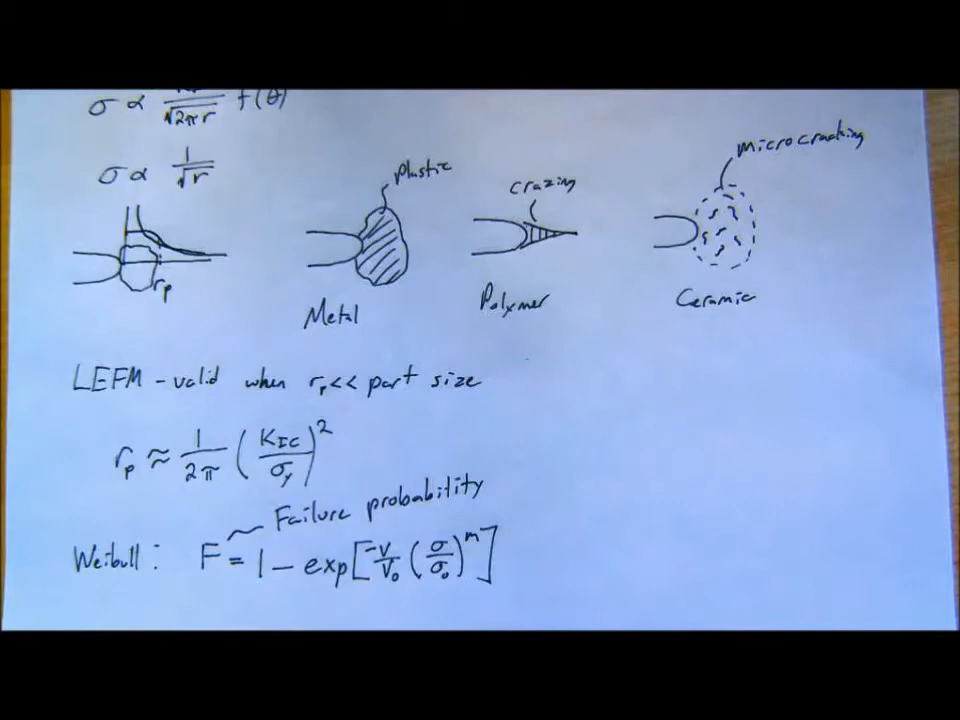 σ ∝ /√2πr f(θ)
σ ∝ 1/√r
rp
Plastic
Metal
crazing
Polymer
microcracking
Ceramic
LEFM - valid when rp << part size
rp ≈ 1/2π (KIC/σy)²
Failure probability
Weibull: F = 1 - exp[-V/V₀ (σ/σ₀)^m]